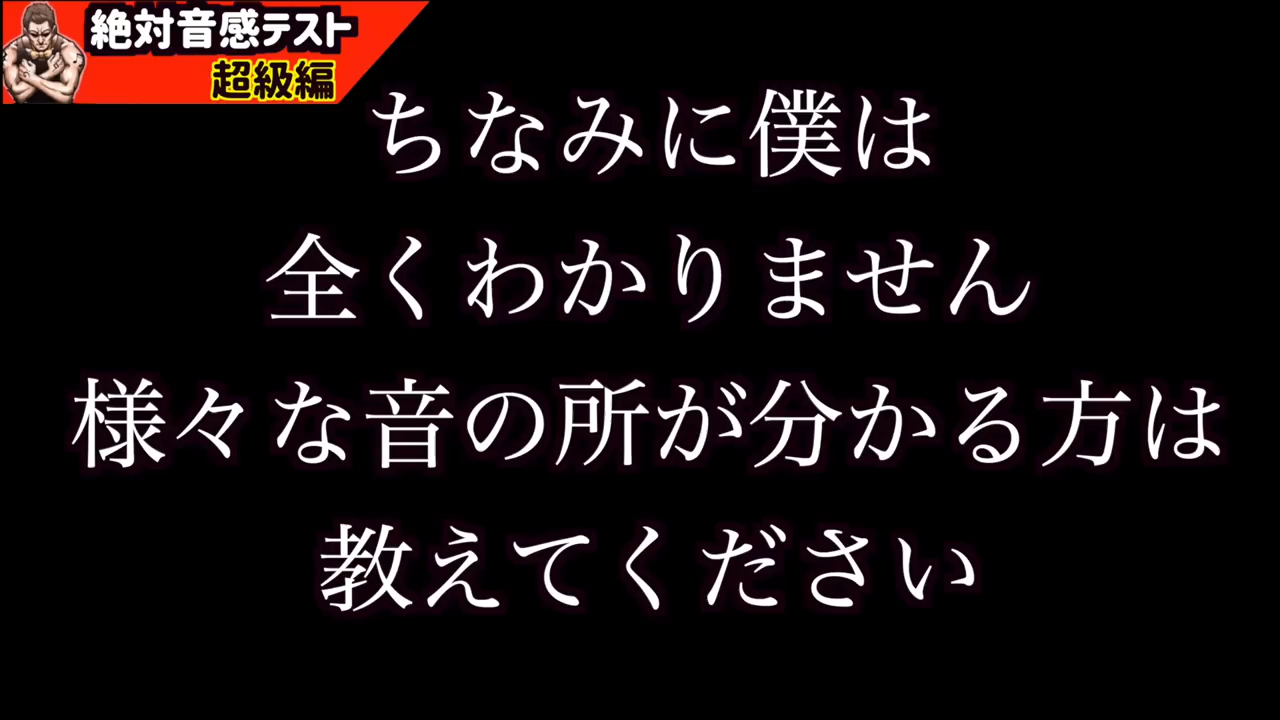 絶対音感テスト
超級編
ちなみに僕は
全くわかりません
様々な音の所が分かる方は
教えてください